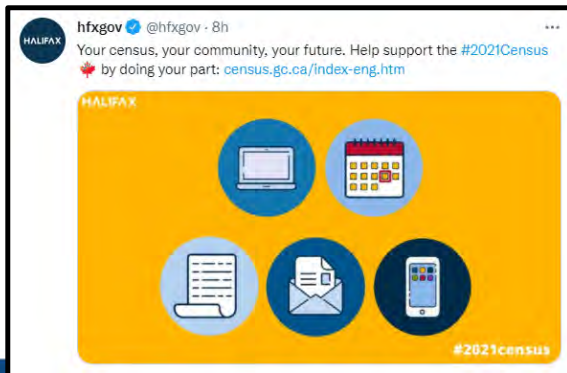 HALIFAX
hfxgov @hfxgov · 8h
Your census, your community, your future. Help support the #2021Census
🍁 by doing your part: census.gc.ca/index-eng.htm
HALIFAX
#2021census